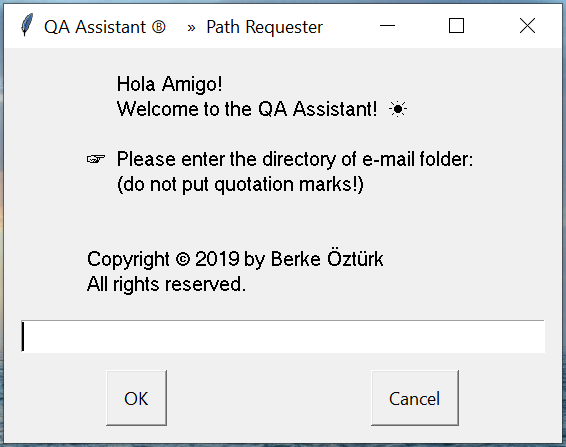 QA Assistant Ⓑ » Path Requester
Hola Amigo!
Welcome to the QA Assistant! ☀
☞ Please enter the directory of e-mail folder:
(do not put quotation marks!)
Copyright © 2019 by Berke Öztürk
All rights reserved.
OK
Cancel